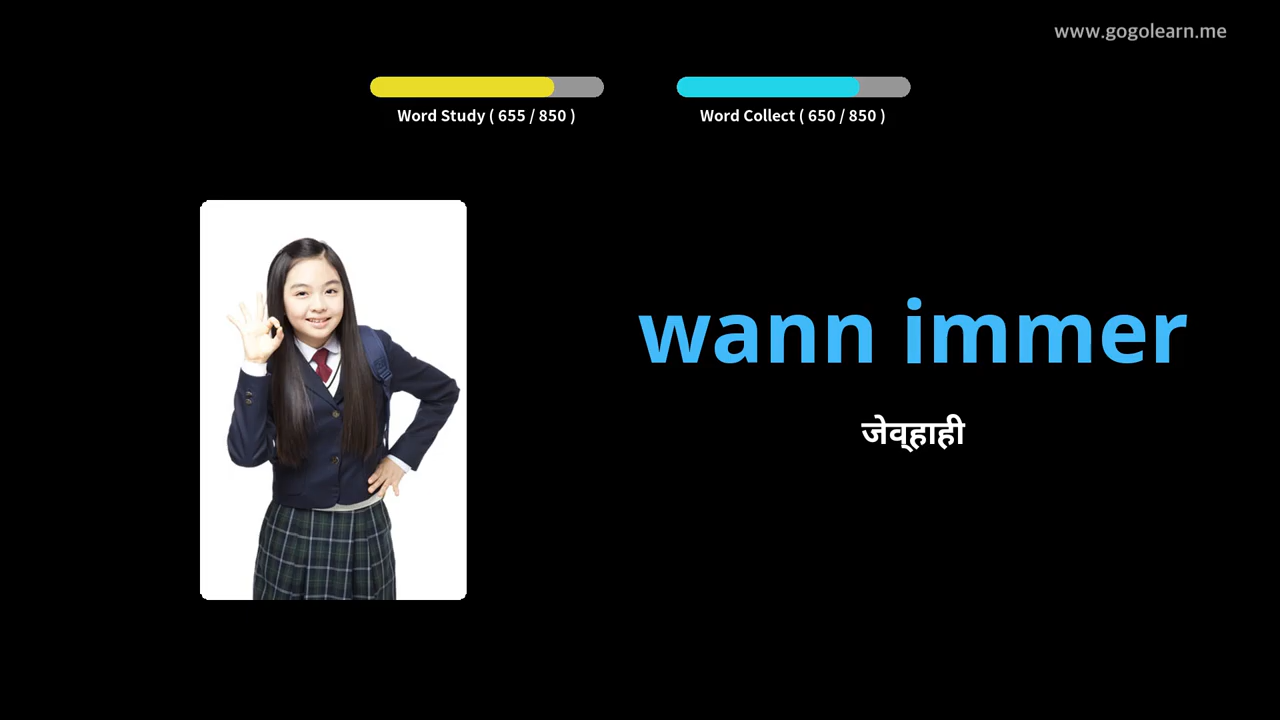 www.gogolearn.me
Word Study ( 655 / 850 )
Word Collect ( 650 / 850 )
wann immer
जेव्हाही